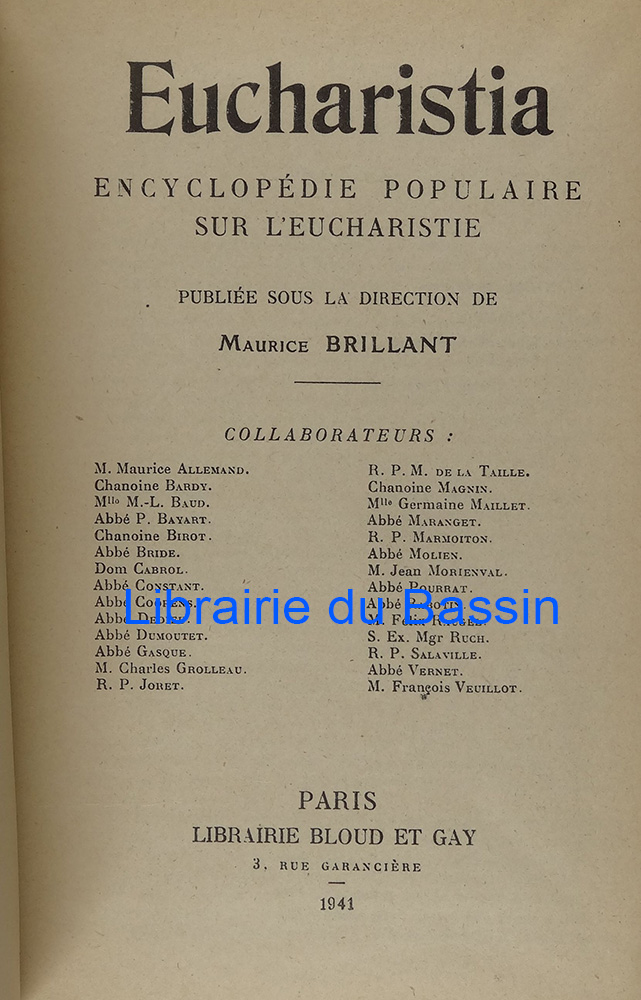 Eucharistia
ENCYCLOPÉDIE POPULAIRE
SUR L'EUCHARISTIE
PUBLIÉE SOUS LA DIRECTION DE
MAURICE BRILLANT
COLLABORATEURS :
M. Maurice ALLEMAND.
Chanoine BARDY.
Mlle M.-L. BAUD.
Abbé P. BAYART.
Chanoine BIROT.
Abbé BRIDE.
Dom CABROL.
Abbé CONSTANT.
Abbé
Abbé
Abbé DUMOUTET.
Abbé GASQUE.
M. Charles GROLLEAU.
R. P. JORET.
R. P. M. DE LA TAILLE.
Chanoine MAGNIN.
Mlle Germaine MAILLET.
Abbé MARANGET.
R. P. MARMOITON.
Abbé MOLIEN.
M. Jean MORIENVAL.
Abbé POURRAT.
Abbé
M. Félix RAUGEL.
S. Ex. Mgr RUCH.
R. P. SALAVILLE.
Abbé VERNET.
M. François VEUILLOT.
Librairie du Bassin
PARIS
LIBRAIRIE BLOUD ET GAY
3, RUE GARANCIÈRE
1941